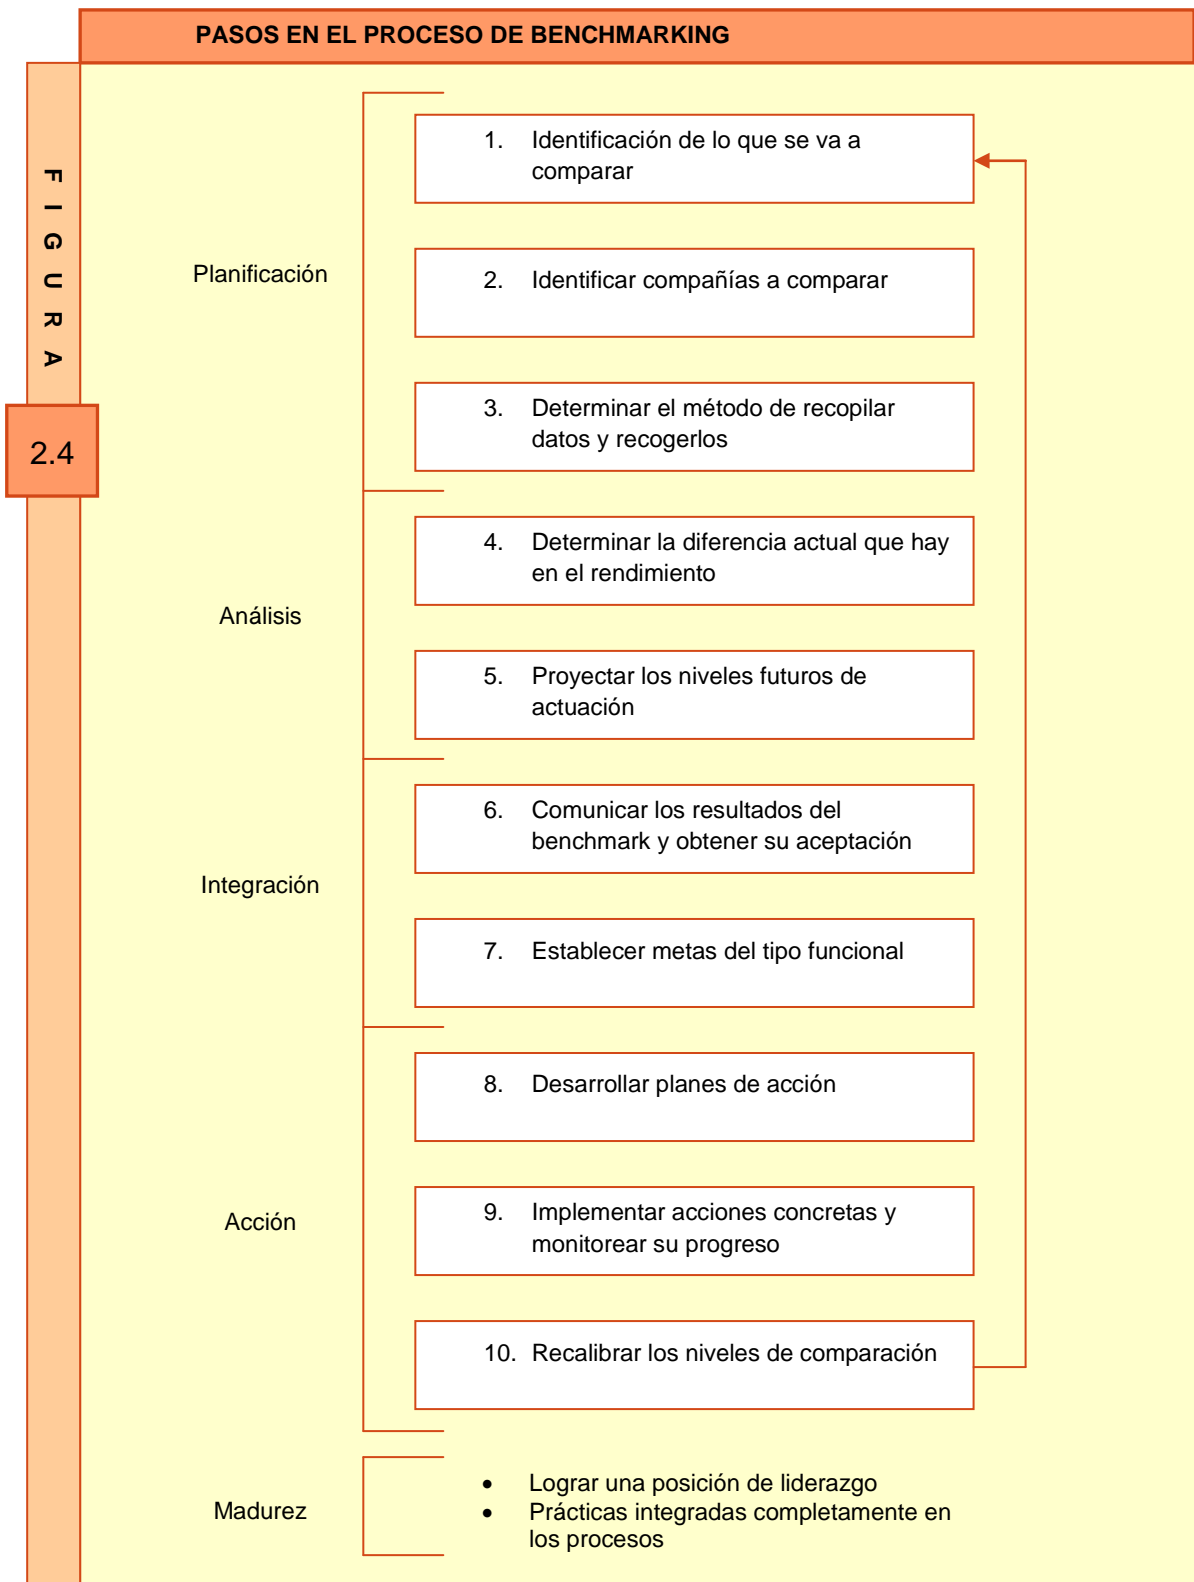 PASOS EN EL PROCESO DE BENCHMARKING
FIGURA
2.4
Planificación
1. Identificación de lo que se va a
comparar
2. Identificar compañías a comparar
3. Determinar el método de recopilar
datos y recogerlos
Análisis
4. Determinar la diferencia actual que hay
en el rendimiento
5. Proyectar los niveles futuros de
actuación
Integración
6. Comunicar los resultados del
benchmark y obtener su aceptación
7. Establecer metas del tipo funcional
Acción
8. Desarrollar planes de acción
9. Implementar acciones concretas y
monitorear su progreso
10. Recalibrar los niveles de comparación
Madurez
• Lograr una posición de liderazgo
• Prácticas integradas completamente en
los procesos